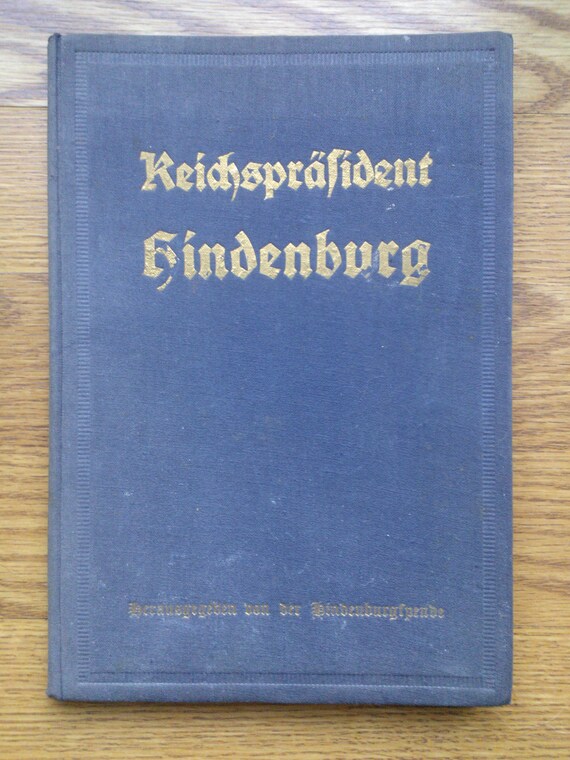 Reichspräſident
Hindenburg
Herausgegeben von der Hindenburgſpende